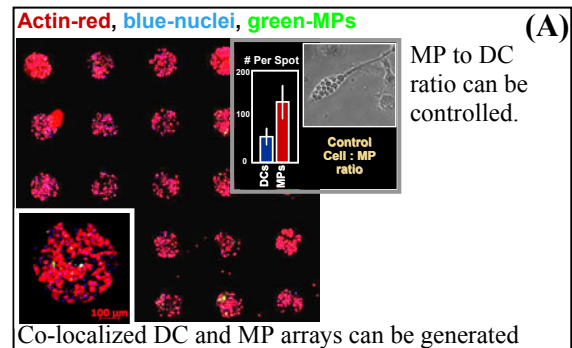 Actin-red, blue-nuclei, green-MPs
(A)
# Per Spot
200
100
0
DCs
MPs
Control
Cell : MP
ratio
MP to DC
ratio can be
controlled.
100 µm
Co-localized DC and MP arrays can be generated